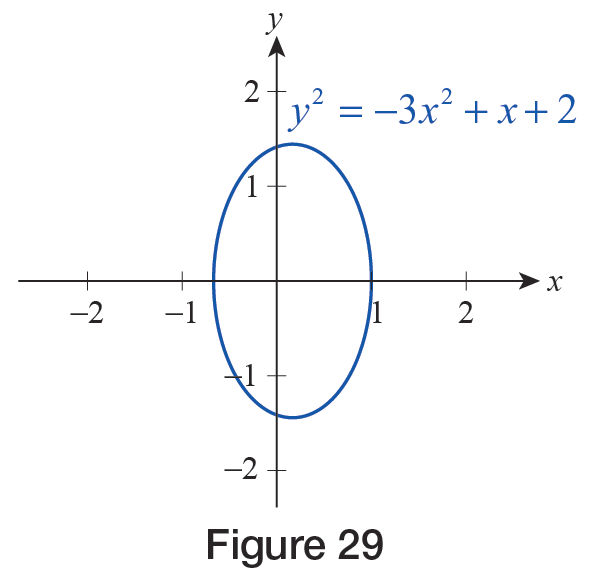 y
2
y² = −3x² + x + 2
1
x
−2 −1 1 2
−1
−2
Figure 29